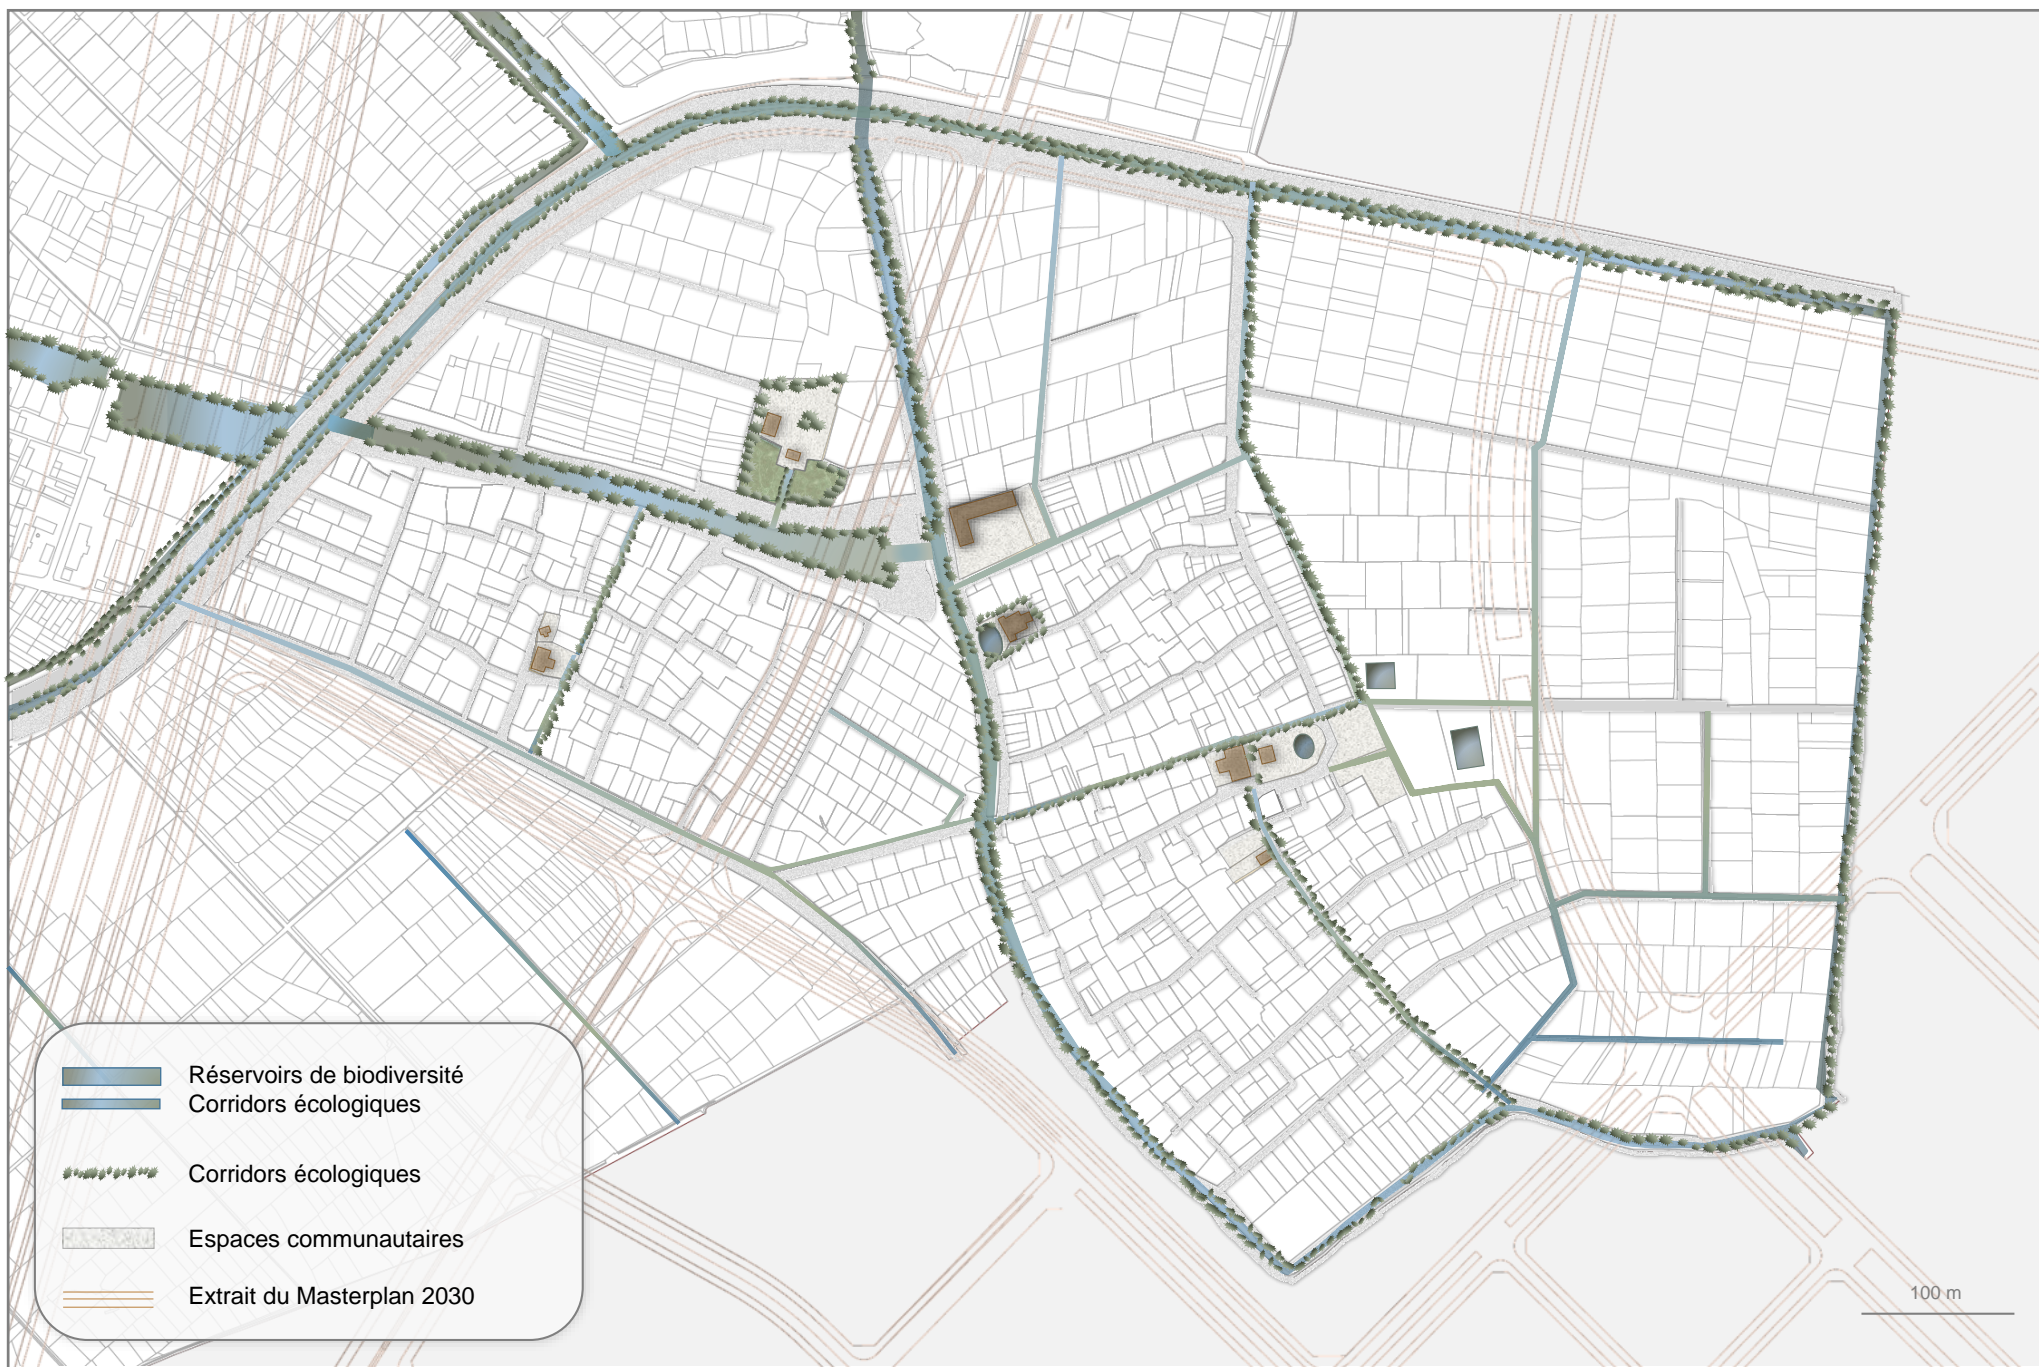 Réservoirs de biodiversité
Corridors écologiques
Corridors écologiques
Espaces communautaires
Extrait du Masterplan 2030
100 m